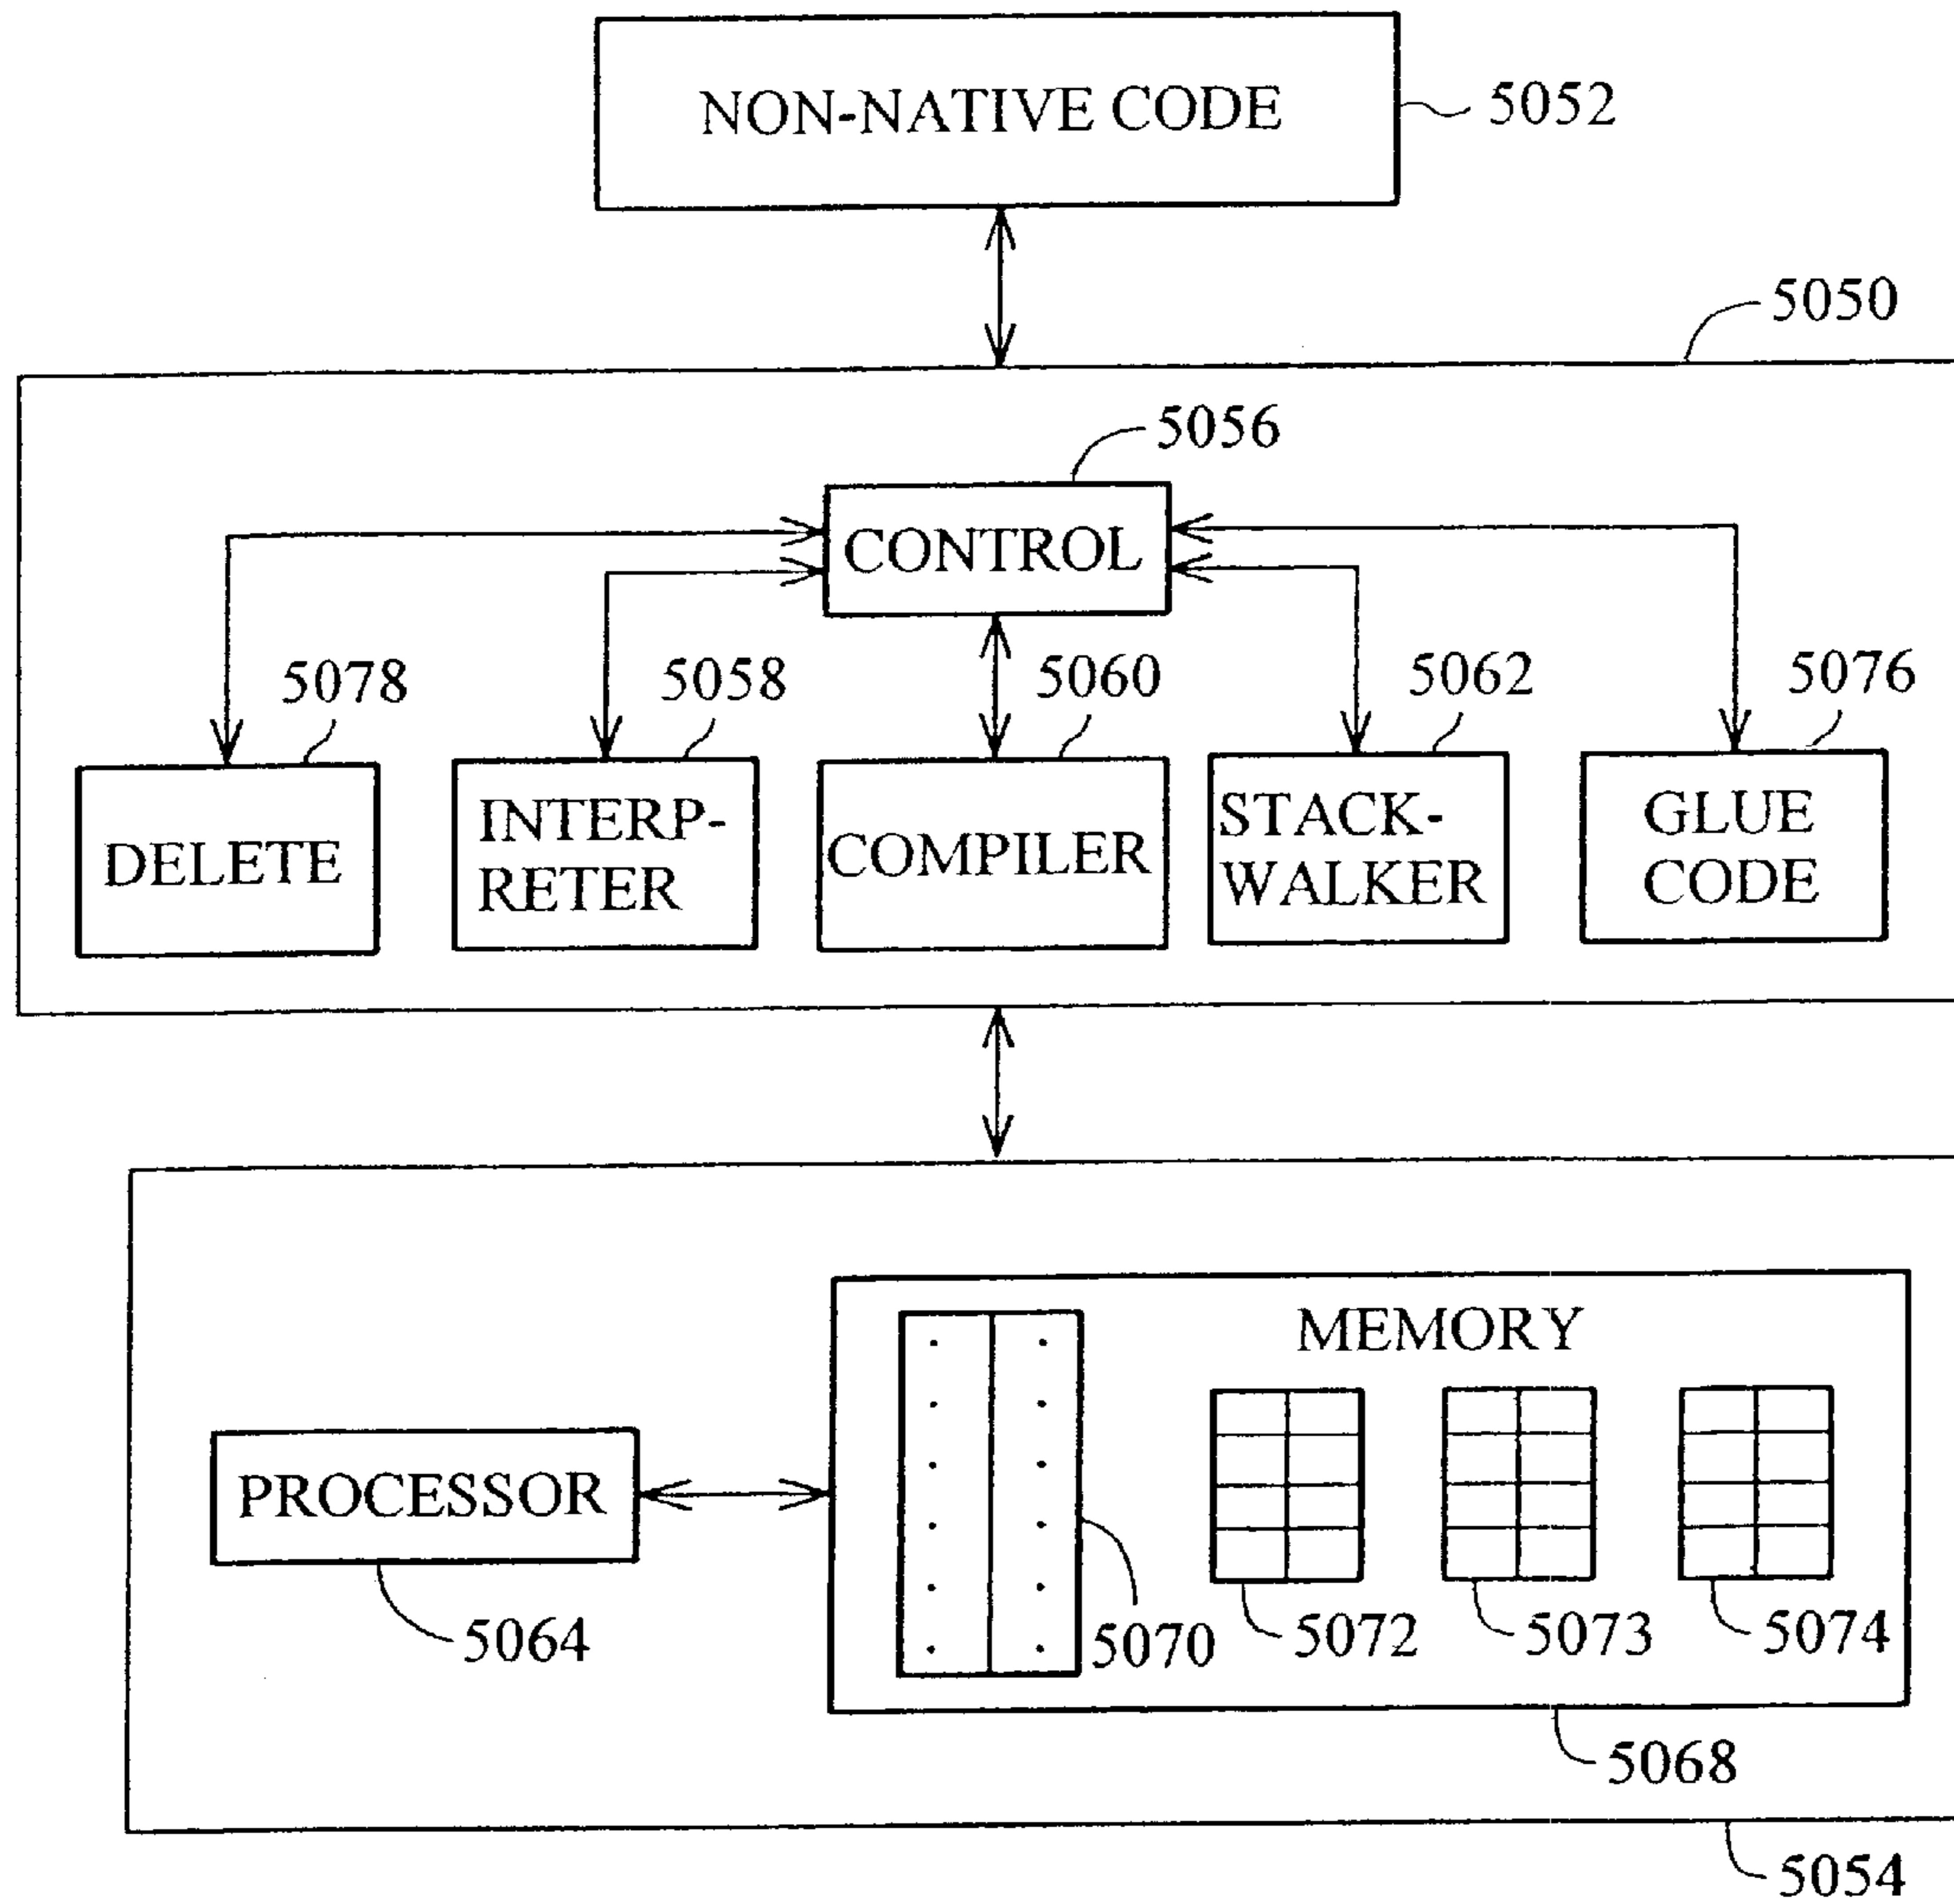 NON-NATIVE CODE
5052
5050
5056
CONTROL
5078
5058
5060
5062
5076
DELETE
INTERP-
RETER
COMPILER
STACK-
WALKER
GLUE
CODE
MEMORY
PROCESSOR
5064
5070
5072
5073
5074
5068
5054